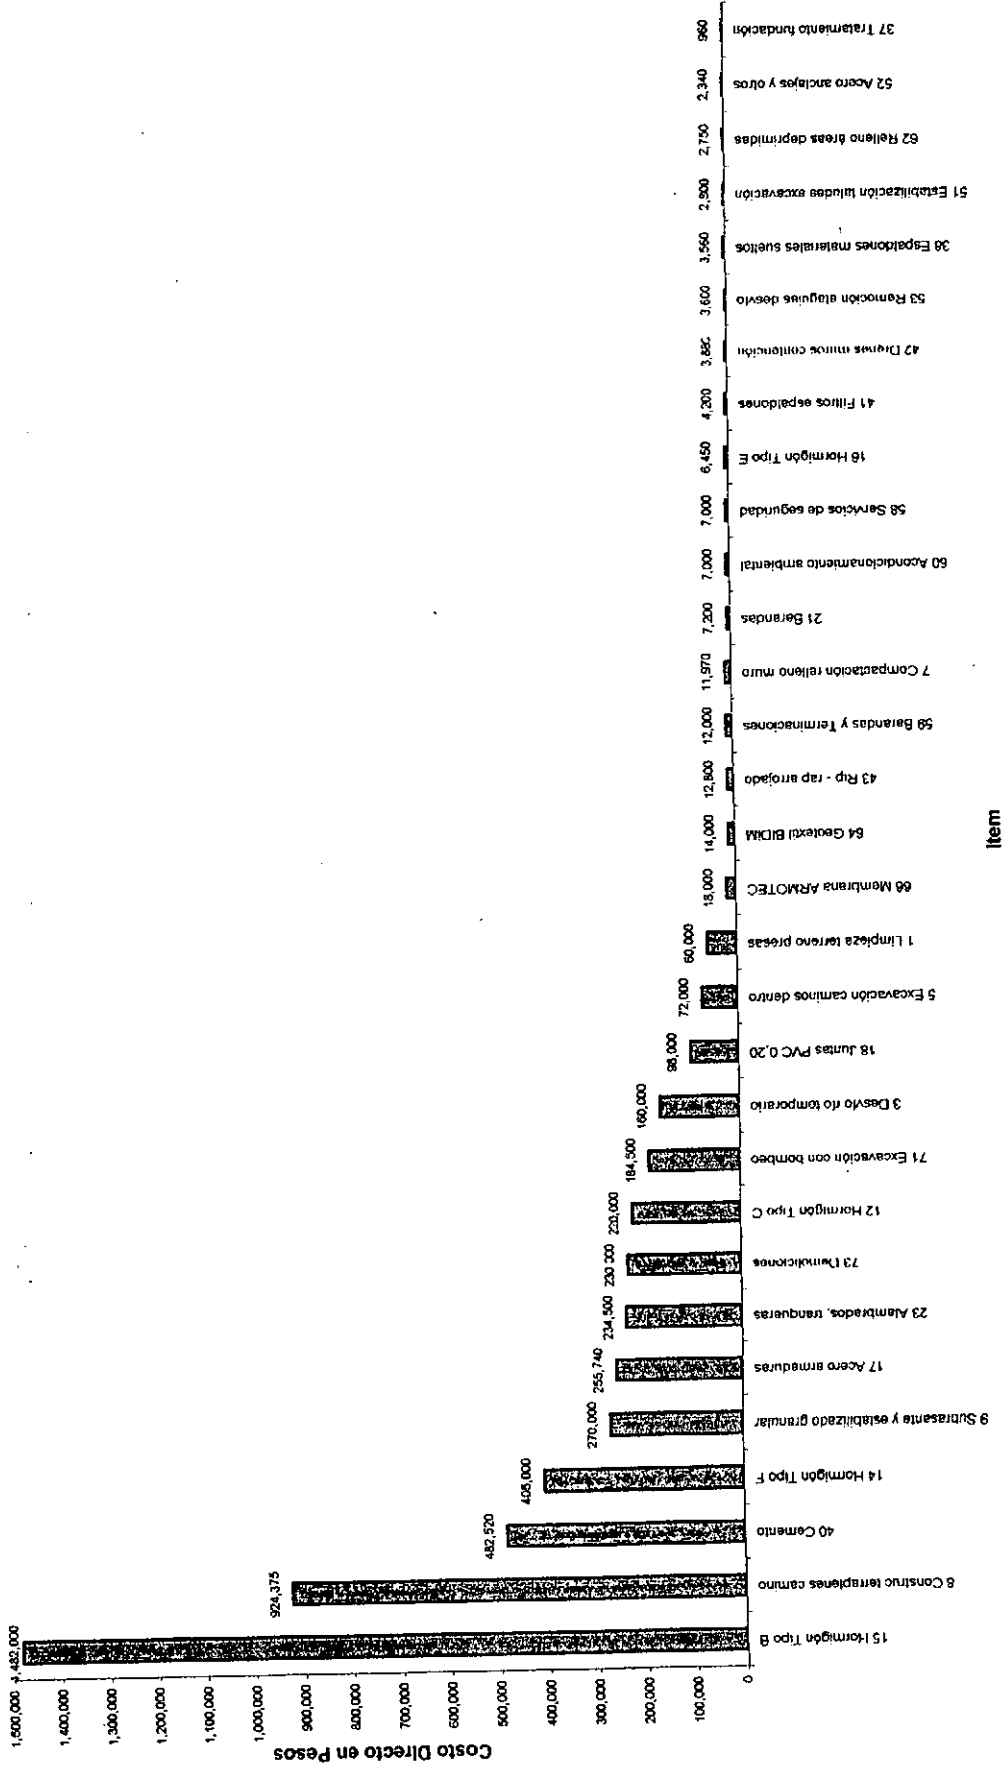 Costo Directo en Pesos
1,500,000
1,400,000
1,300,000
1,200,000
1,100,000
1,000,000
900,000
800,000
700,000
600,000
500,000
400,000
300,000
200,000
100,000
0
1,482,000
924,375
482,520
405,000
270,000
255,740
234,500
230,000
220,000
184,500
160,000
98,000
72,000
60,000
18,000
14,000
12,800
12,000
11,970
7,200
7,000
7,000
6,450
4,200
3,880
3,600
3,560
2,800
2,750
2,340
960
15 Hormigón Tipo B
8 Construc terraplenes camino
40 Cemento
14 Hormigón Tipo F
9 Subrasante y estabilizado granular
17 Acero armaduras
23 Alambrados, tranqueras
73 Demoliciones
12 Hormigón Tipo C
71 Excavación con bombeo
3 Desvío río temporario
18 Juntas PVC 0,20
5 Excavación caminos dentro
1 Limpieza terreno presas
66 Membrana ARMOTEC
64 Geotextil BIDIM
43 Rip - rap arrojado
59 Barandas y Terminaciones
7 Compactación relleno muro
21 Barandas
60 Acondicionamiento ambiental
58 Servicios de seguridad
16 Hormigón Tipo E
41 Filtros espaldones
42 Drenes muros contención
53 Remoción ataguías desvío
38 Espaldones materiales sueltos
51 Estabilización taludes excavación
62 Relleno áreas deprimidas
52 Acero anclajes y otros
37 Tratamiento fundación
Item